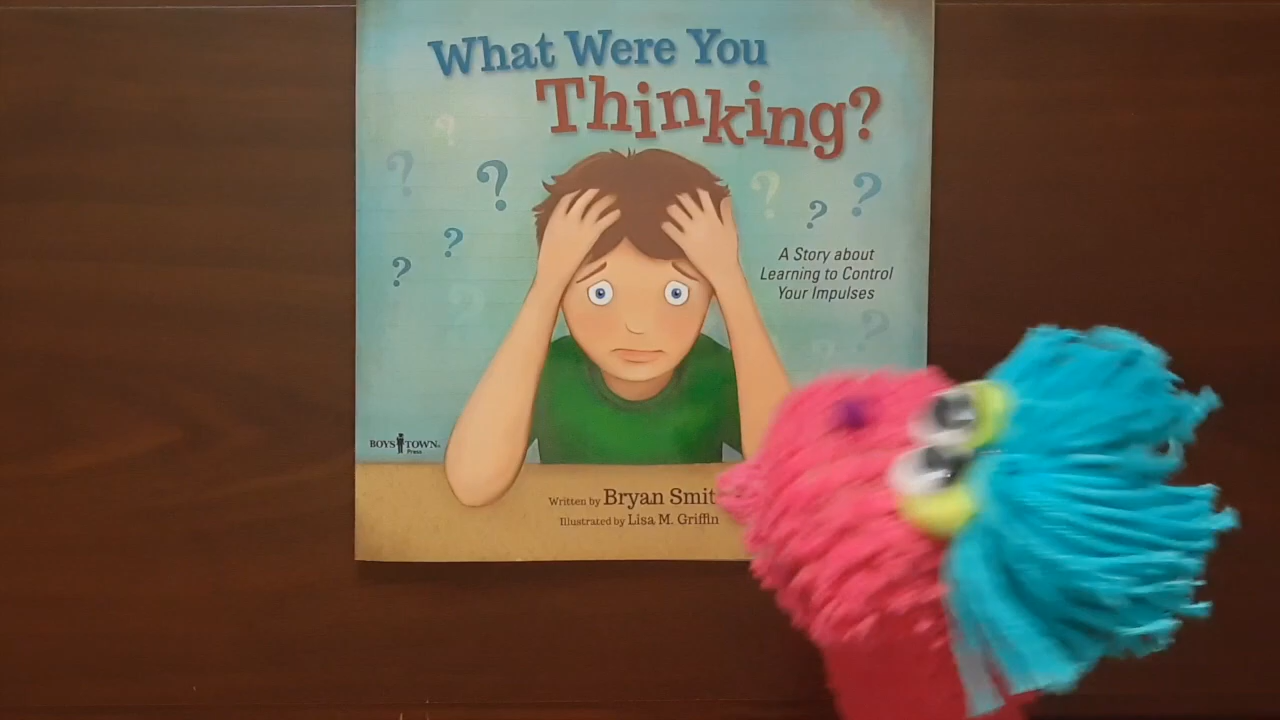 What Were You
Thinking?
A Story about
Learning to Control
Your Impulses
BOYS TOWN
Press
Written by Bryan Smit
Illustrated by Lisa M. Griffin